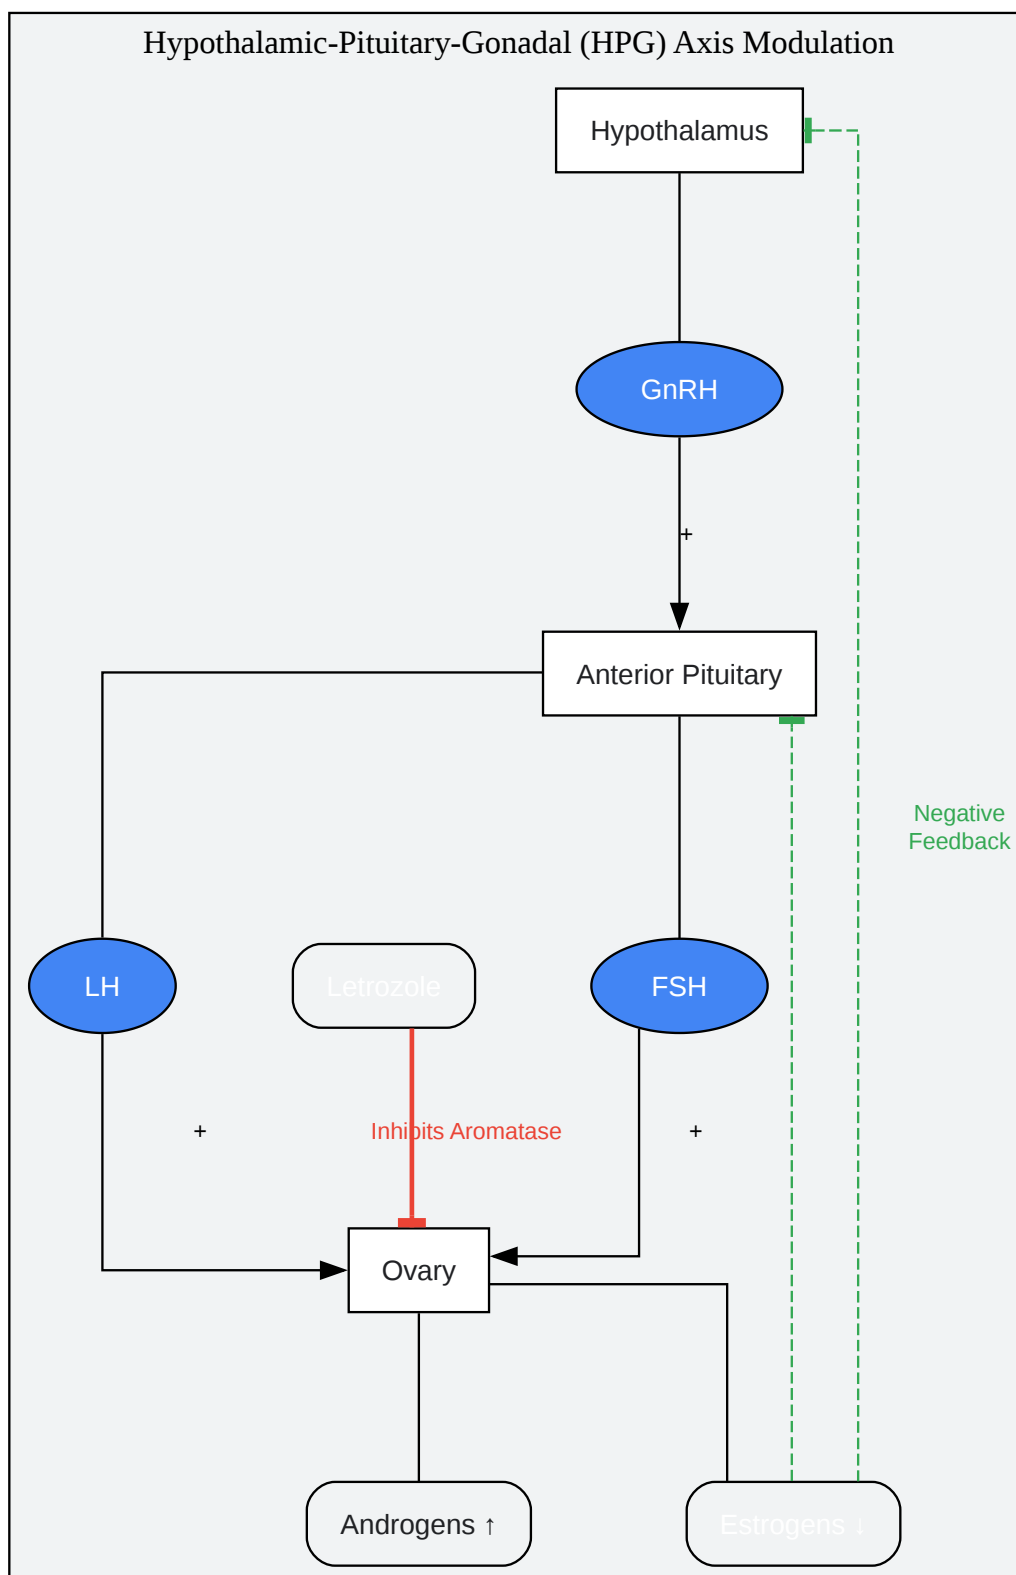 Hypothalamic-Pituitary-Gonadal (HPG) Axis Modulation
Hypothalamus
GnRH
+
Anterior Pituitary
Negative
Feedback
LH
Letrozole
FSH
+
Inhibits Aromatase
+
Ovary
Androgens ↑
Estrogens ↓